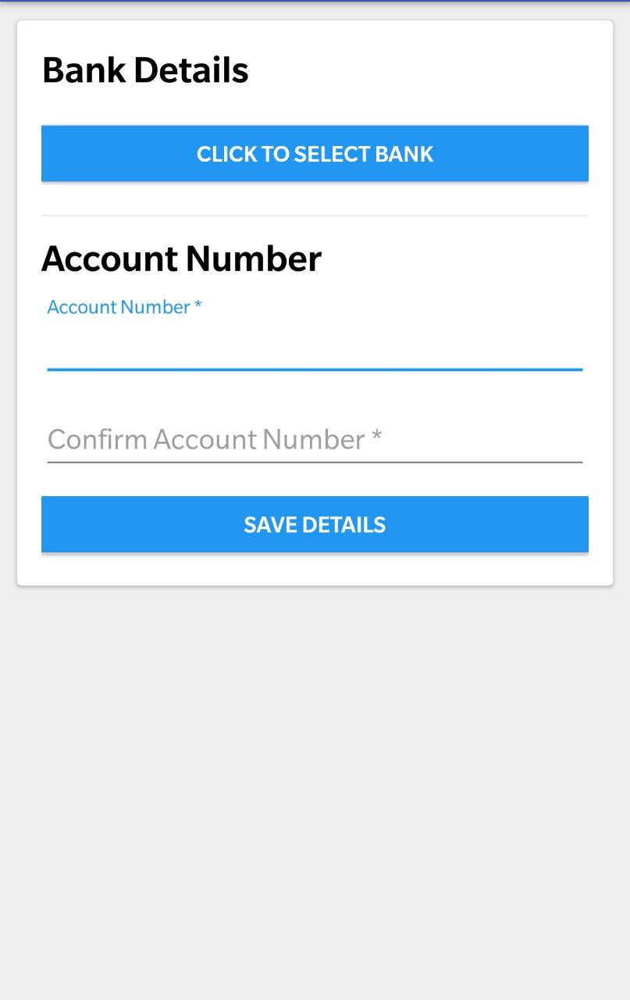 Bank Details
CLICK TO SELECT BANK
Account Number
Account Number *
Confirm Account Number *
SAVE DETAILS